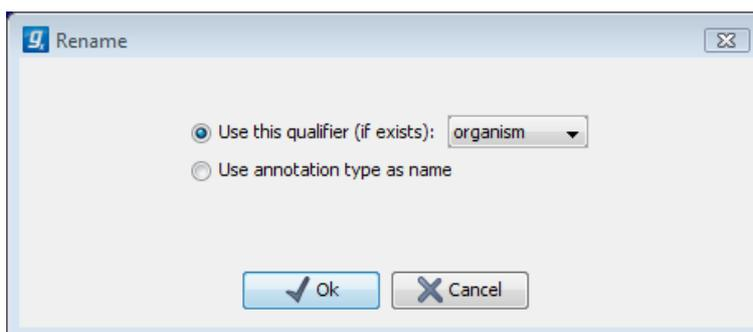 Rename
Use this qualifier (if exists): organism
Use annotation type as name
Ok Cancel